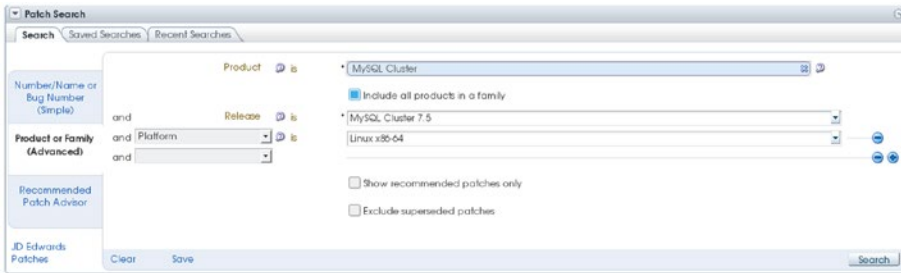 Patch Search
Search Saved Searches Recent Searches
Number/Name or
Bug Number
(Simple)
Product or Family
(Advanced)
Recommended
Patch Advisor
JD Edwards
Patches
Product is * MySQL Cluster
Include all products in a family
and Release is * MySQL Cluster 7.5
and Platform is Linux x86-64
and
Show recommended patches only
Exclude superseded patches
Clear Save Search